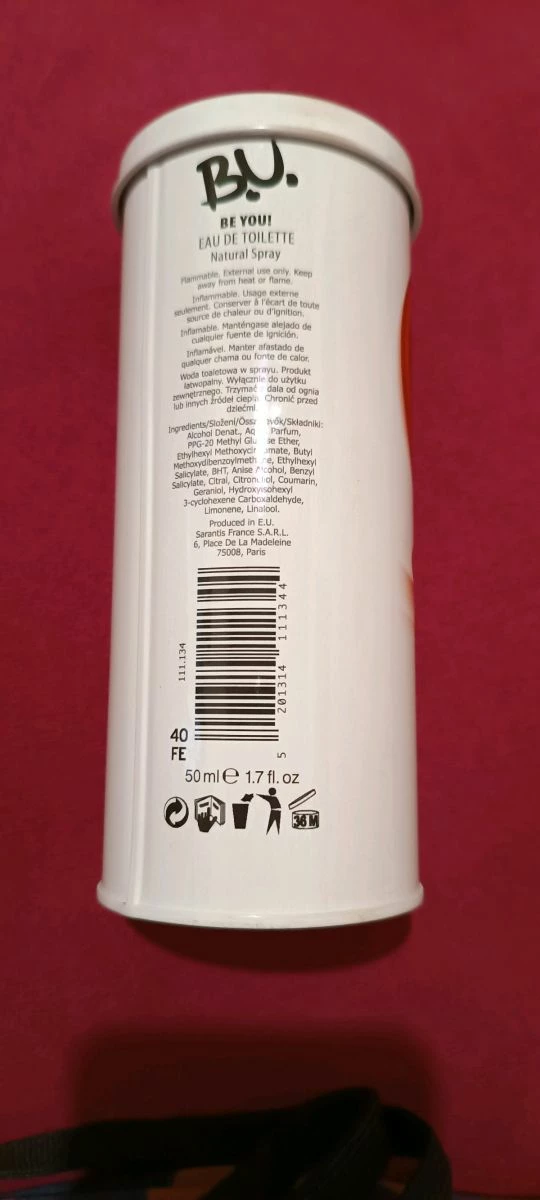 B.U.
BE YOU!
EAU DE TOILETTE
Natural Spray
Flammable. External use only. Keep
away from heat or flame.
Inflammable. Usage externe
seulement. Conserver à l'écart de toute
source de chaleur ou d'ignition.
Inflamable. Manténgase alejado de
cualquier fuente de ignición.
Inflamável. Manter afastado de
qualquer chama ou fonte de calor.
Woda toaletowa w sprayu. Produkt
łatwopalny. Wyłącznie do użytku
zewnętrznego. Trzymać dala od ognia
lub innych źródeł ciepła. Chronić przed
dziećmi.
Ingredients/Složení/Összetevők/Składniki:
Alcohol Denat., Parfum,
PPG-20 Methyl Glucose Ether,
Ethylhexyl Methoxycinnamate, Butyl
Methoxydibenzoylmethane, Ethylhexyl
Salicylate, BHT, Anise Alcohol, Benzyl
Salicylate, Citral, Citronellol, Coumarin,
Geraniol, Hydroxyisohexyl
3-cyclohexene Carboxaldehyde,
Limonene, Linalool.
Produced in E.U.
Sarantis France S.A.R.L.
6, Place De La Madeleine
75008, Paris
111.134
5 201314 111344
40
FE
50 ml ℮ 1.7 fl. oz
36 M